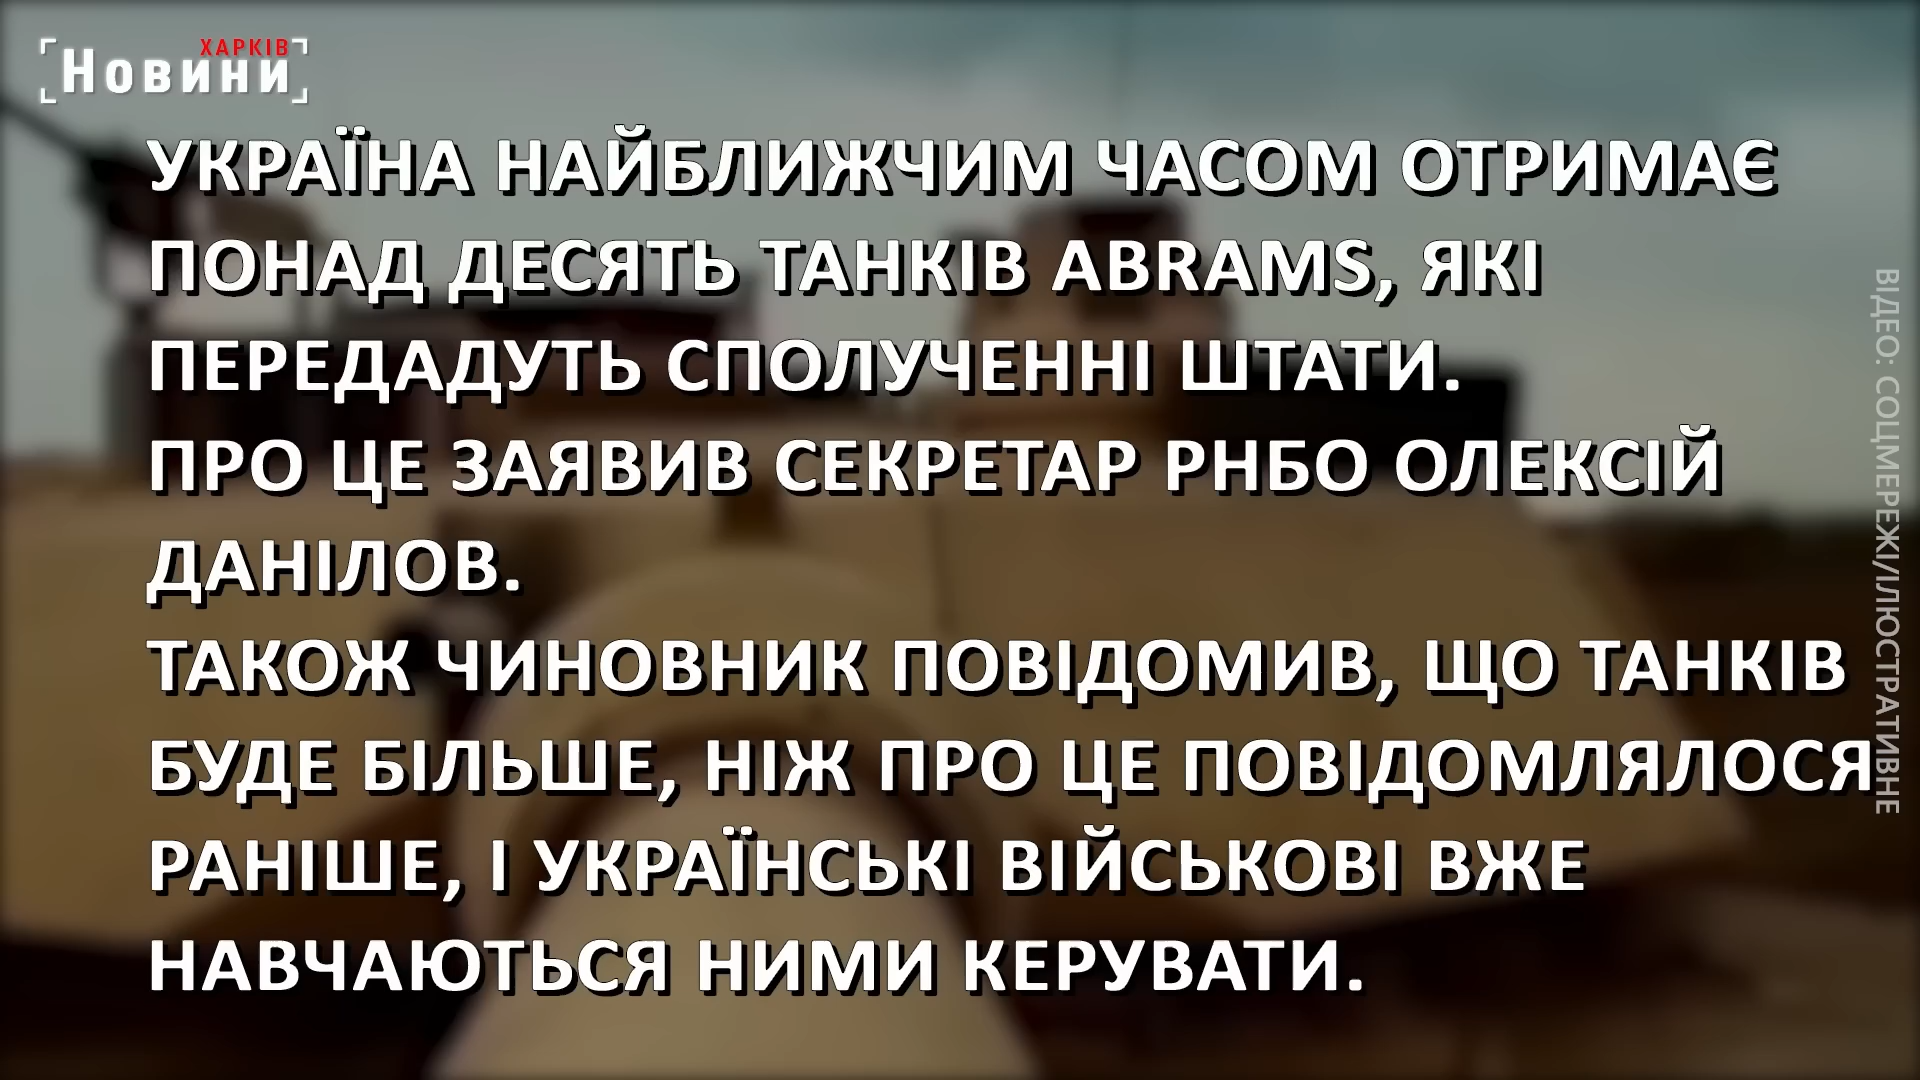 ХАРКІВ
Новини
УКРАЇНА НАЙБЛИЖЧИМ ЧАСОМ ОТРИМАЄ
ПОНАД ДЕСЯТЬ ТАНКІВ ABRAMS, ЯКІ
ПЕРЕДАДУТЬ СПОЛУЧЕННІ ШТАТИ.
ПРО ЦЕ ЗАЯВИВ СЕКРЕТАР РНБО ОЛЕКСІЙ
ДАНІЛОВ.
ТАКОЖ ЧИНОВНИК ПОВІДОМИВ, ЩО ТАНКІВ
БУДЕ БІЛЬШЕ, НІЖ ПРО ЦЕ ПОВІДОМЛЯЛОСЯ
РАНІШЕ, І УКРАЇНСЬКІ ВІЙСЬКОВІ ВЖЕ
НАВЧАЮТЬСЯ НИМИ КЕРУВАТИ.
ВІДЕО: СОЦМЕРЕЖІ/ІЛЮСТРАТИВНЕ